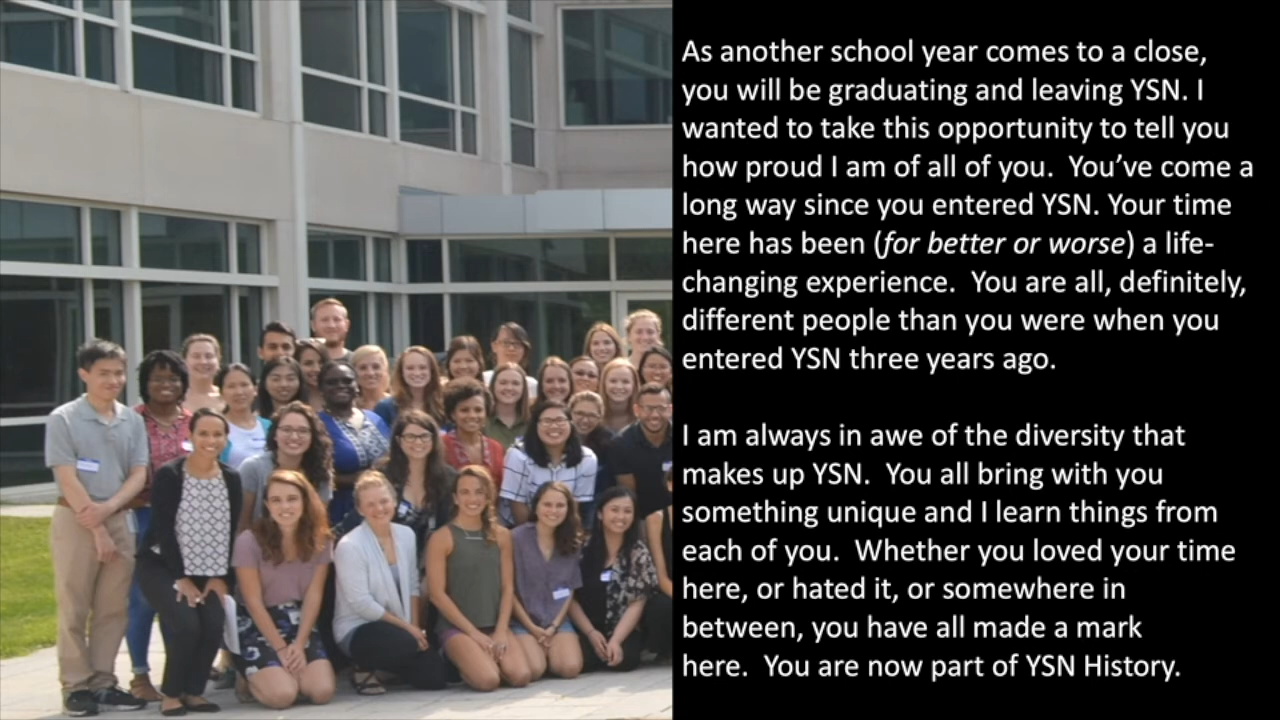 As another school year comes to a close,
you will be graduating and leaving YSN. I
wanted to take this opportunity to tell you
how proud I am of all of you.  You’ve come a
long way since you entered YSN. Your time
here has been (for better or worse) a life-
changing experience.  You are all, definitely,
different people than you were when you
entered YSN three years ago.
I am always in awe of the diversity that
makes up YSN.  You all bring with you
something unique and I learn things from
each of you.  Whether you loved your time
here, or hated it, or somewhere in
between, you have all made a mark
here.  You are now part of YSN History.